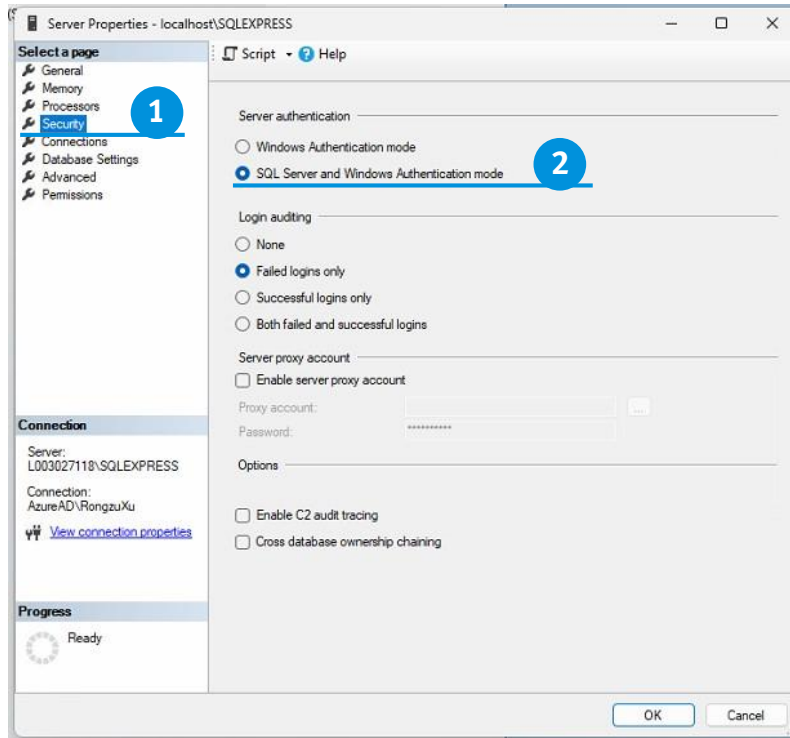 Server Properties - localhost\SQLEXPRESS
Select a page
General
Memory
Processors
Security
Connections
Database Settings
Advanced
Permissions
1
Script
Help
Server authentication
Windows Authentication mode
SQL Server and Windows Authentication mode
2
Login auditing
None
Failed logins only
Successful logins only
Both failed and successful logins
Server proxy account
Enable server proxy account
Proxy account:
...
Password:
**********
Options
Enable C2 audit tracing
Cross database ownership chaining
Connection
Server:
L003027118\SQLEXPRESS
Connection:
AzureAD\RongzuXu
View connection properties
Progress
Ready
OK
Cancel